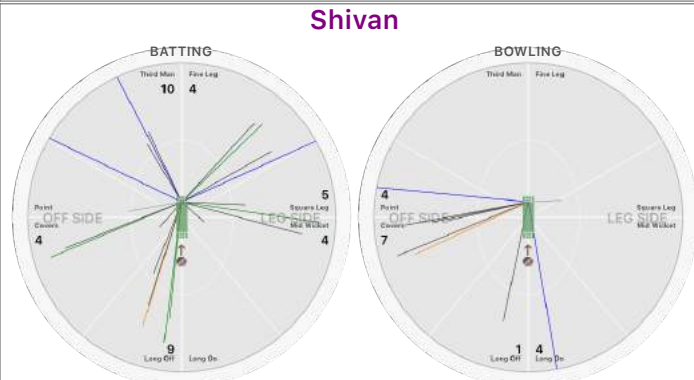 Shivan
BATTING
BOWLING
Third Man Fine Leg
10 4
Third Man Fine Leg
5
Point
Square Leg
OFF SIDE LEG SIDE
Covers
Mid Wicket
4 4
4
Point
Square Leg
OFF SIDE LEG SIDE
Covers
Mid Wicket
7
9
Long Off Long On
1 4
Long Off Long On